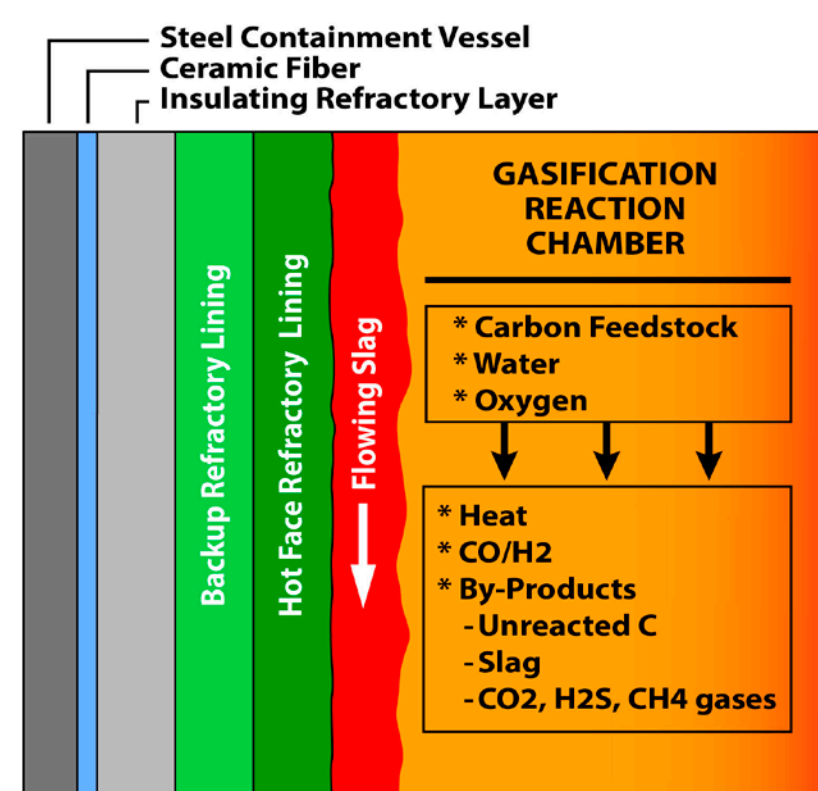 Steel Containment Vessel
Ceramic Fiber
Insulating Refractory Layer
GASIFICATION
REACTION
CHAMBER
Backup Refractory Lining
Hot Face Refractory Lining
Flowing Slag
* Carbon Feedstock
* Water
* Oxygen
* Heat
* CO/H2
* By-Products
- Unreacted C
- Slag
- CO2, H2S, CH4 gases